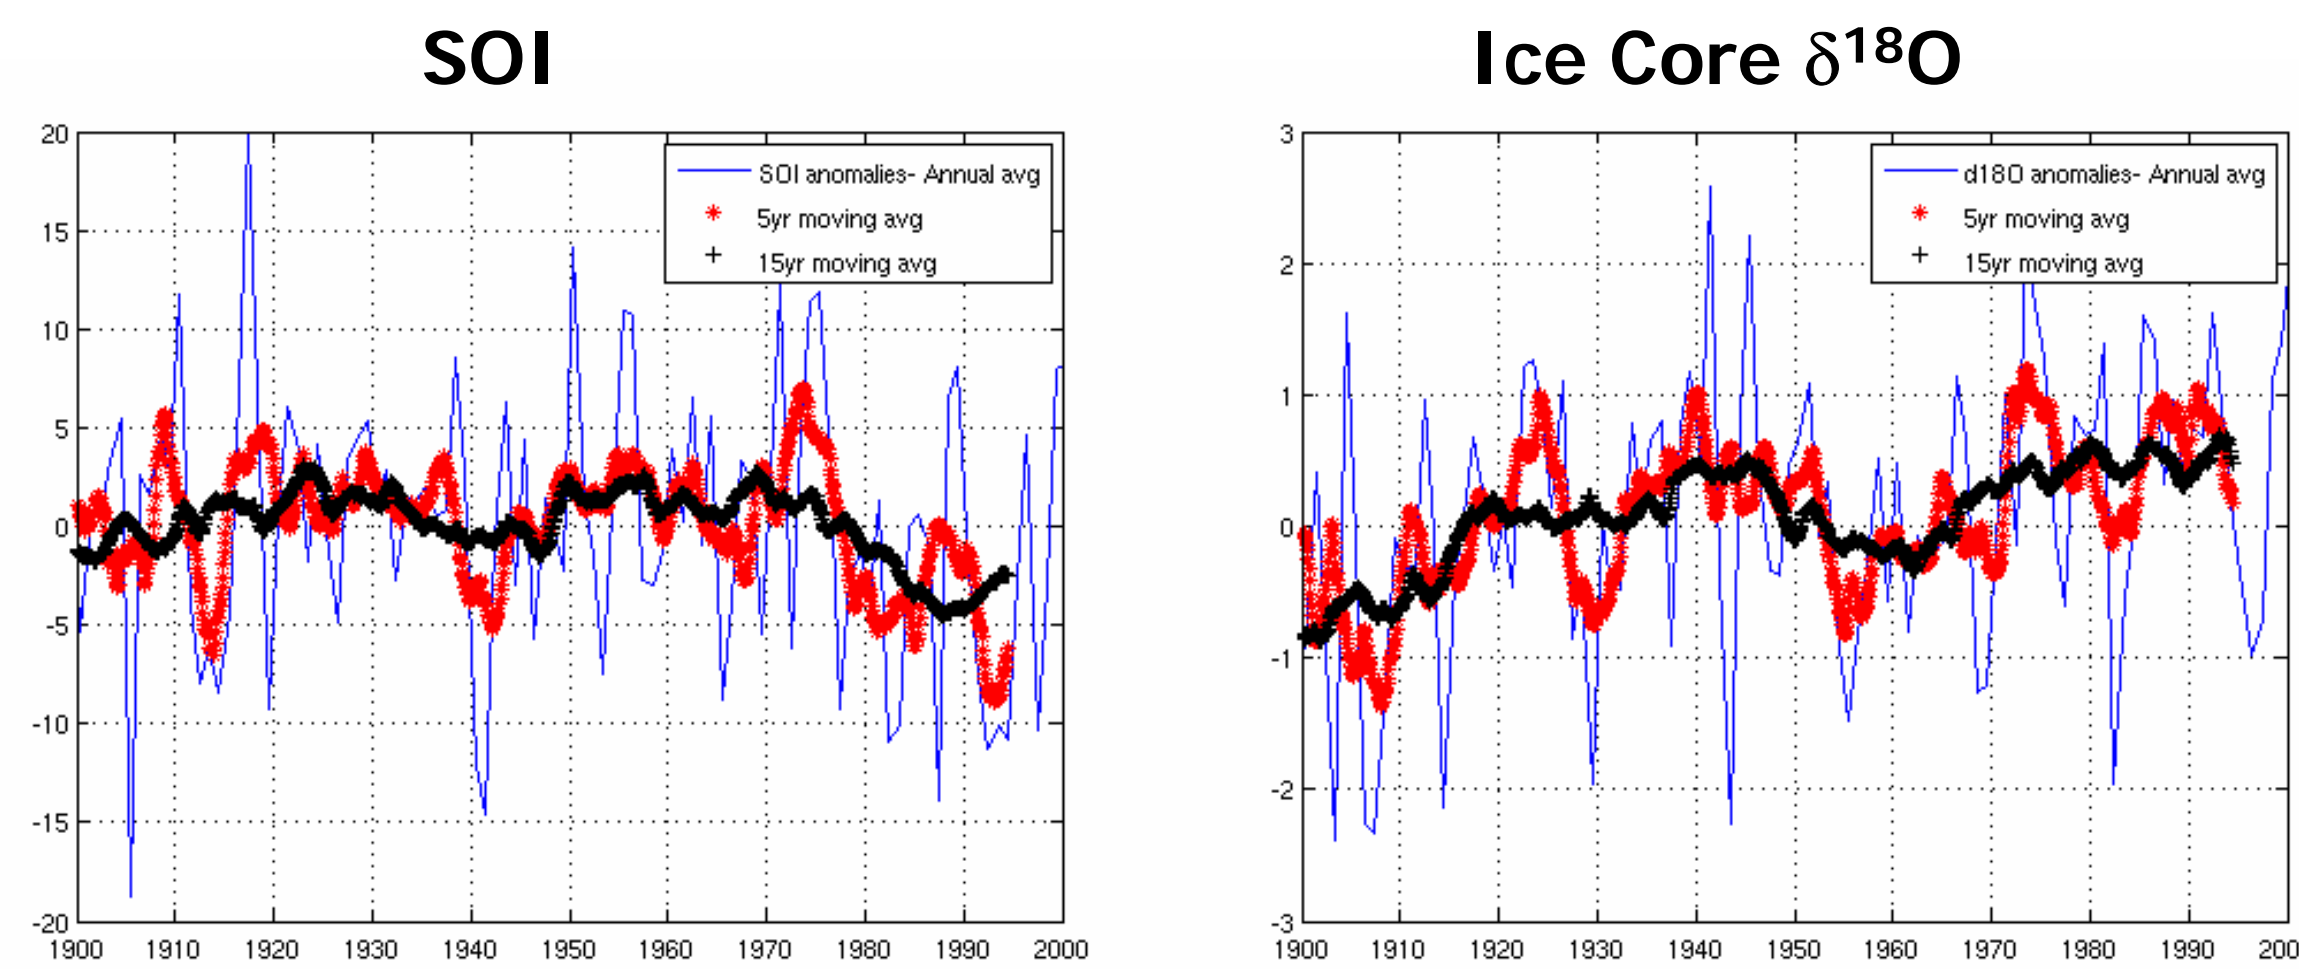 SOI
20
15
10
5
0
-5
-10
-15
-20
1900 1910 1920 1930 1940 1950 1960 1970 1980 1990 2000
SOI anomalies- Annual avg
5yr moving avg
15yr moving avg
Ice Core δ18O
3
2
1
0
-1
-2
-3
1900 1910 1920 1930 1940 1950 1960 1970 1980 1990 200
d18O anomalies- Annual avg
5yr moving avg
15yr moving avg